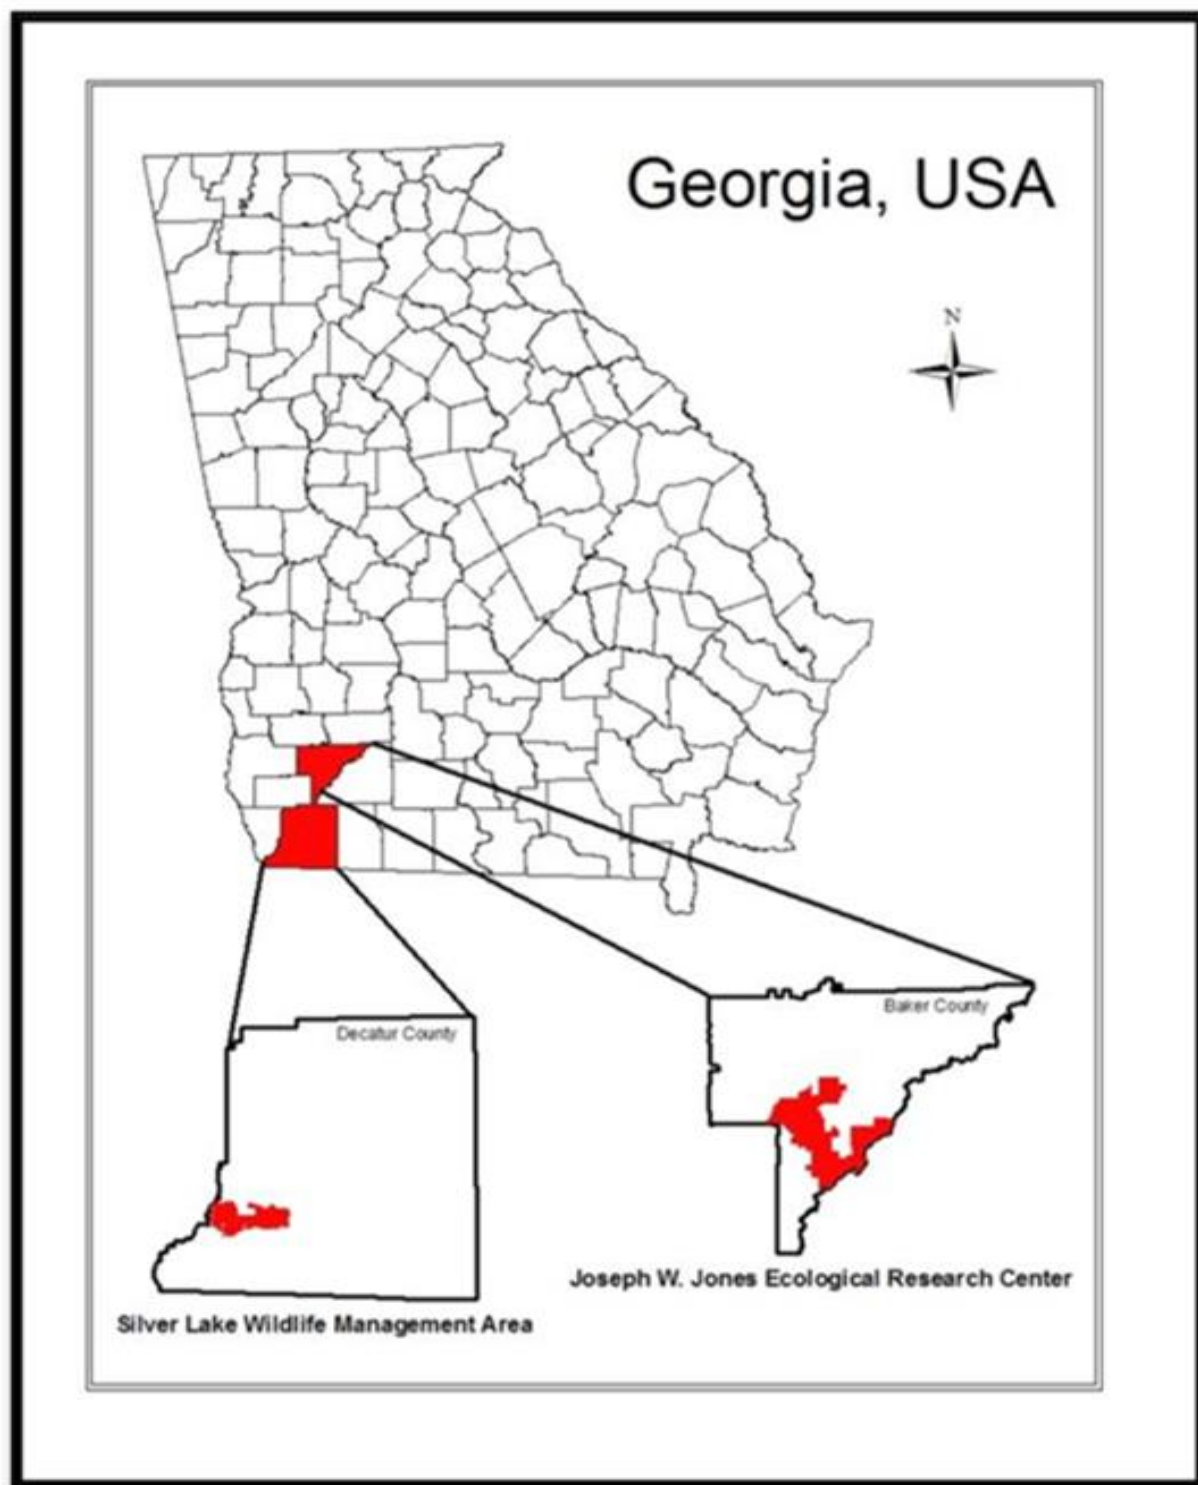 Georgia, USA
N
Decatur County
Baker County
Joseph W. Jones Ecological Research Center
Silver Lake Wildlife Management Area